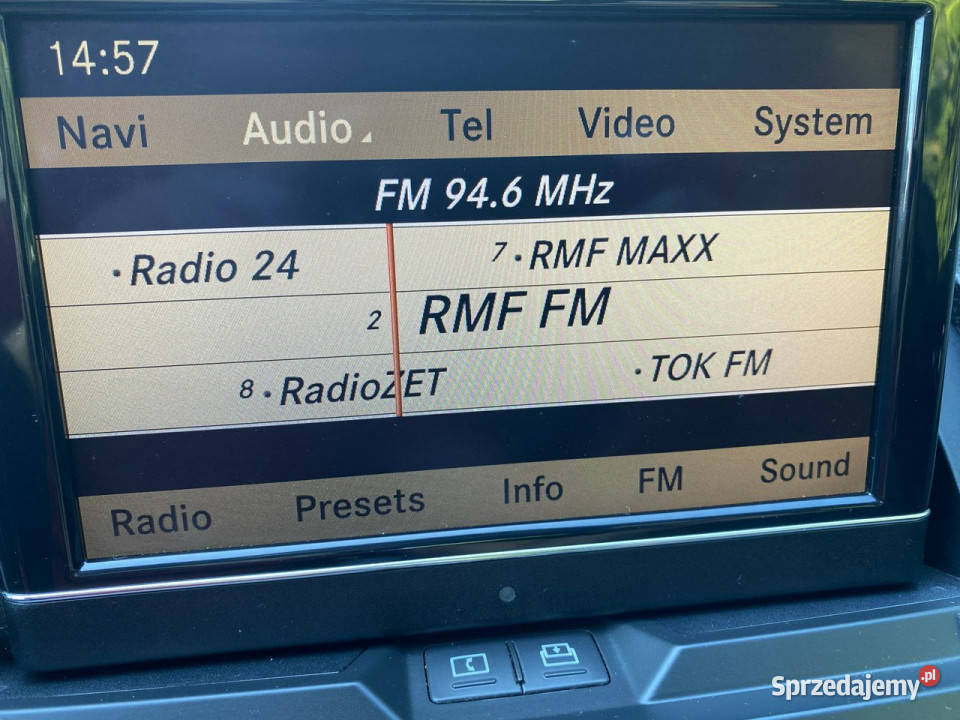 14:57
Navi Audio Tel Video System
FM 94.6 MHz
·Radio 24 7·RMF MAXX
2 RMF FM
8·RadioZET ·TOK FM
Radio Presets Info FM Sound
Sprzedajemy.pl